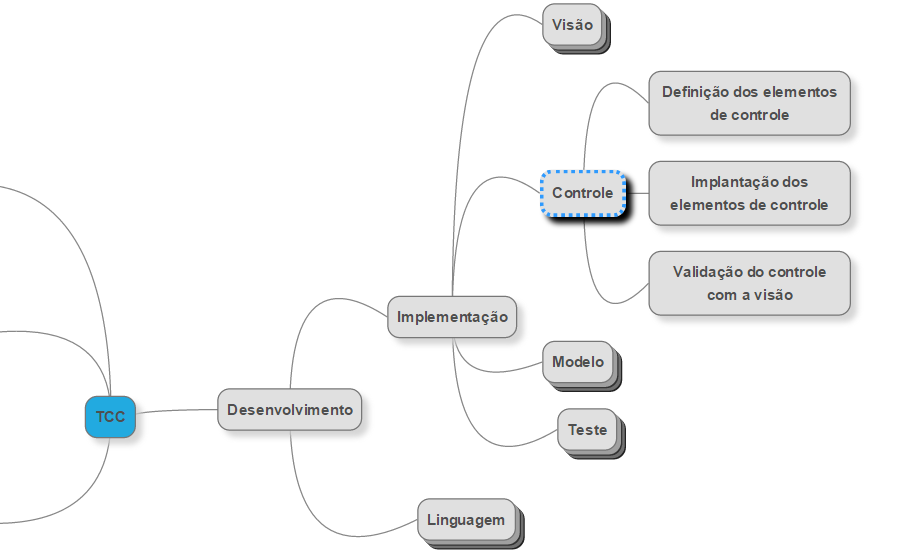 Visão
Definição dos elementos
de controle
Controle
Implantação dos
elementos de controle
Validação do controle
com a visão
Implementação
Modelo
TCC
Desenvolvimento
Teste
Linguagem